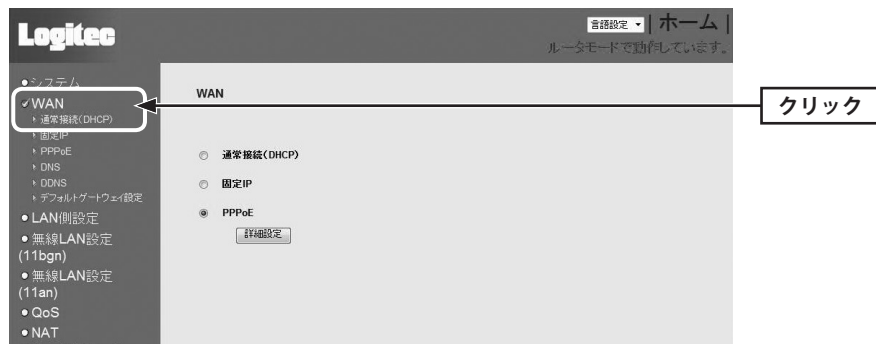 Logitec
言語設定 | ホーム |
ルータモードで動作しています。
●システム
WAN
通常接続(DHCP)
固定IP
PPPoE
DNS
DDNS
デフォルトゲートウェイ設定
●LAN側設定
●無線LAN設定
(11bgn)
●無線LAN設定
(11an)
●QoS
●NAT
WAN
通常接続(DHCP)
固定IP
PPPoE
詳細設定
クリック